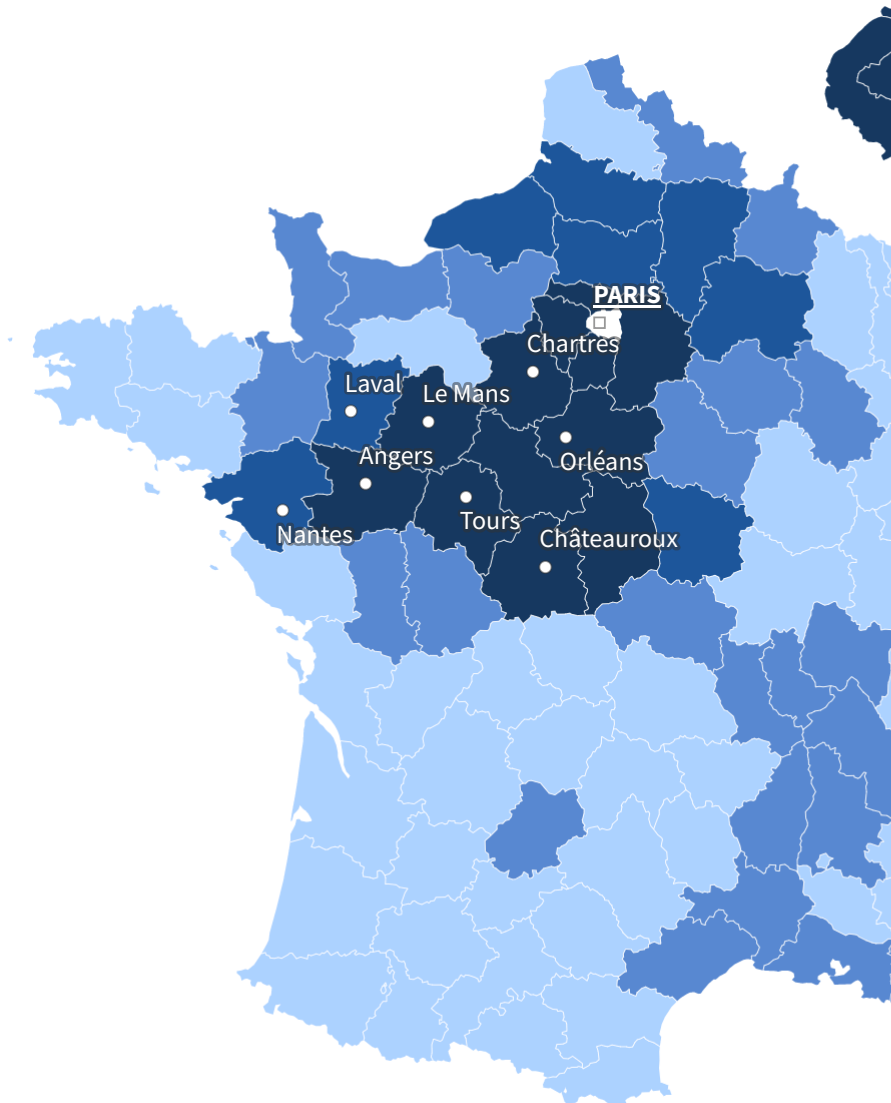 PARIS
Chartres
Laval
Le Mans
Angers
Orléans
Tours
Nantes
Châteauroux